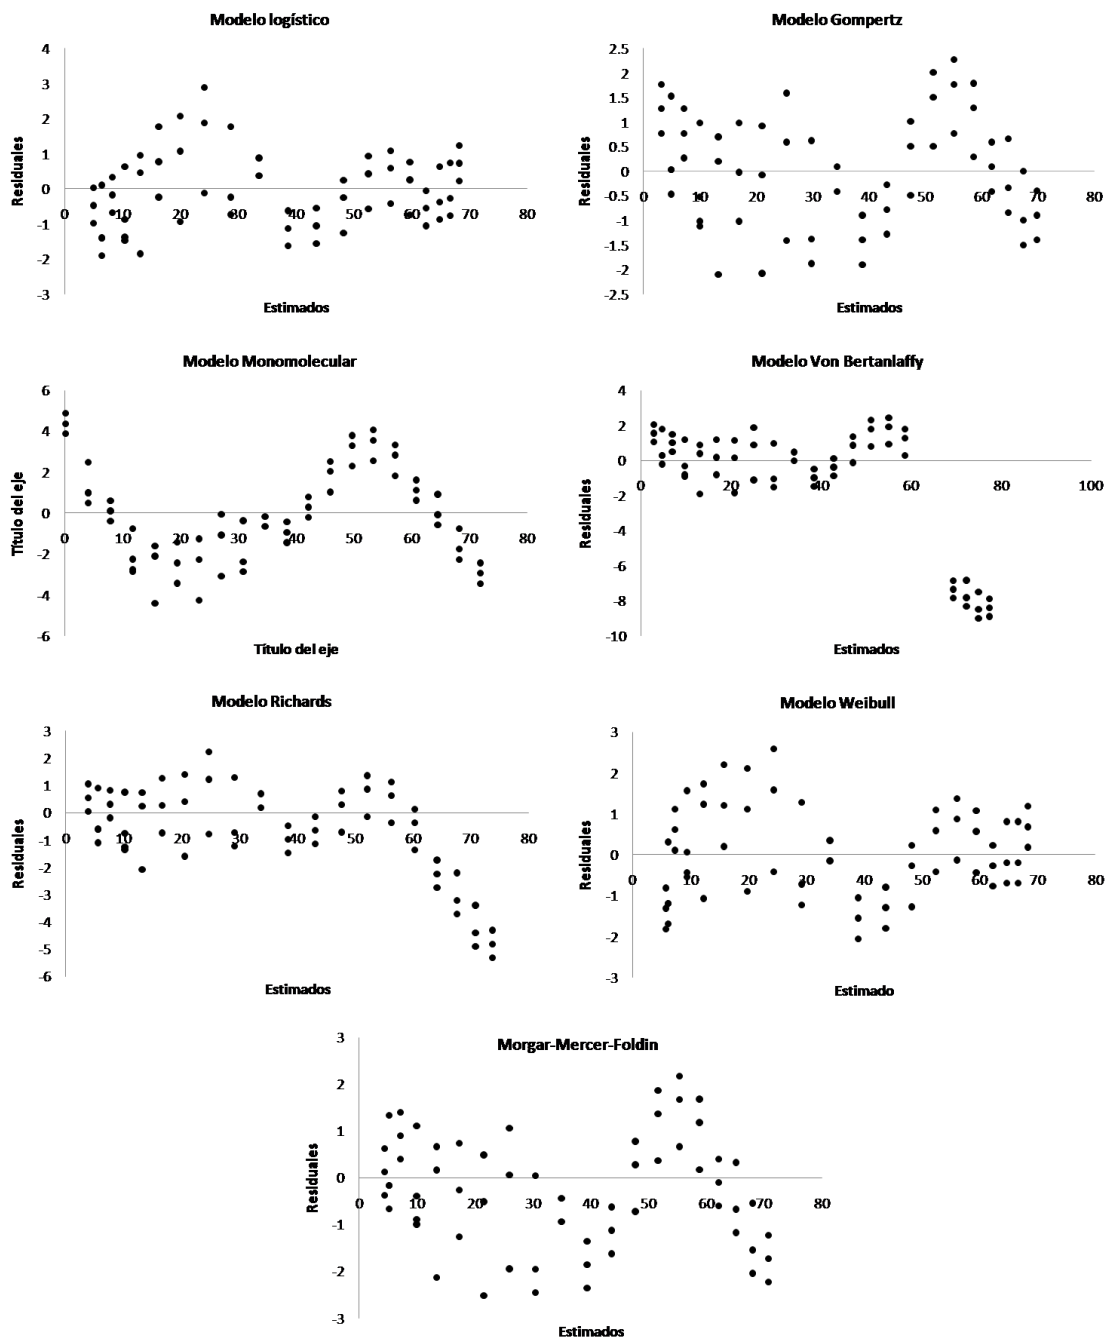 Modelo logístico
4
3
2
1
0
-1
-2
-3
0 10 20 30 40 50 60 70 80
Residuales
Estimados
Modelo Gompertz
2.5
2
1.5
1
0.5
0
-0.5
-1
-1.5
-2
-2.5
0 10 20 30 40 50 60 70 80
Residuales
Estimados
Modelo Monomolecular
6
4
2
0
-2
-4
-6
0 10 20 30 40 50 60 70 80
Título del eje
Título del eje
Modelo Von Bertanlaffy
4
2
0
-2
-4
-6
-8
-10
0 20 40 60 80 100
Residuales
Estimados
Modelo Richards
3
2
1
0
-1
-2
-3
-4
-5
-6
0 10 20 30 40 50 60 70 80
Residuales
Estimados
Modelo Weibull
3
2
1
0
-1
-2
-3
0 10 20 30 40 50 60 70 80
Residuales
Estimado
Morgar-Mercer-Foldin
3
2
1
0
-1
-2
-3
0 10 20 30 40 50 60 70 80
Residuales
Estimados